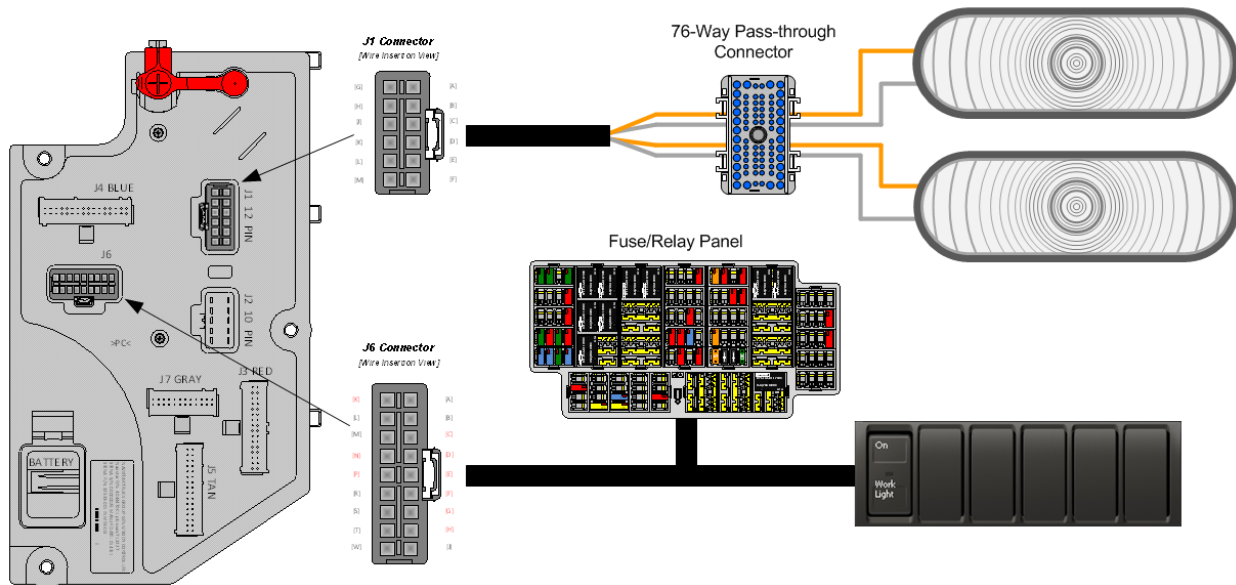 J1 Connector
[Wire Insertion View]
[G]
[A]
[H]
[B]
[J]
[C]
[K]
[D]
[L]
[E]
[M]
[F]
76-Way Pass-through
Connector
J4 BLUE
J1 12 PIN
J6
J2 10 PIN
>PC<
J7 GRAY
J3 RED
J5 TAN
BATTERY
Fuse/Relay Panel
J6 Connector
[Wire Insertion View]
[K]
[A]
[L]
[B]
[M]
[C]
[N]
[D]
[P]
[E]
[R]
[F]
[S]
[G]
[T]
[H]
[W]
[J]
On
Work
Light